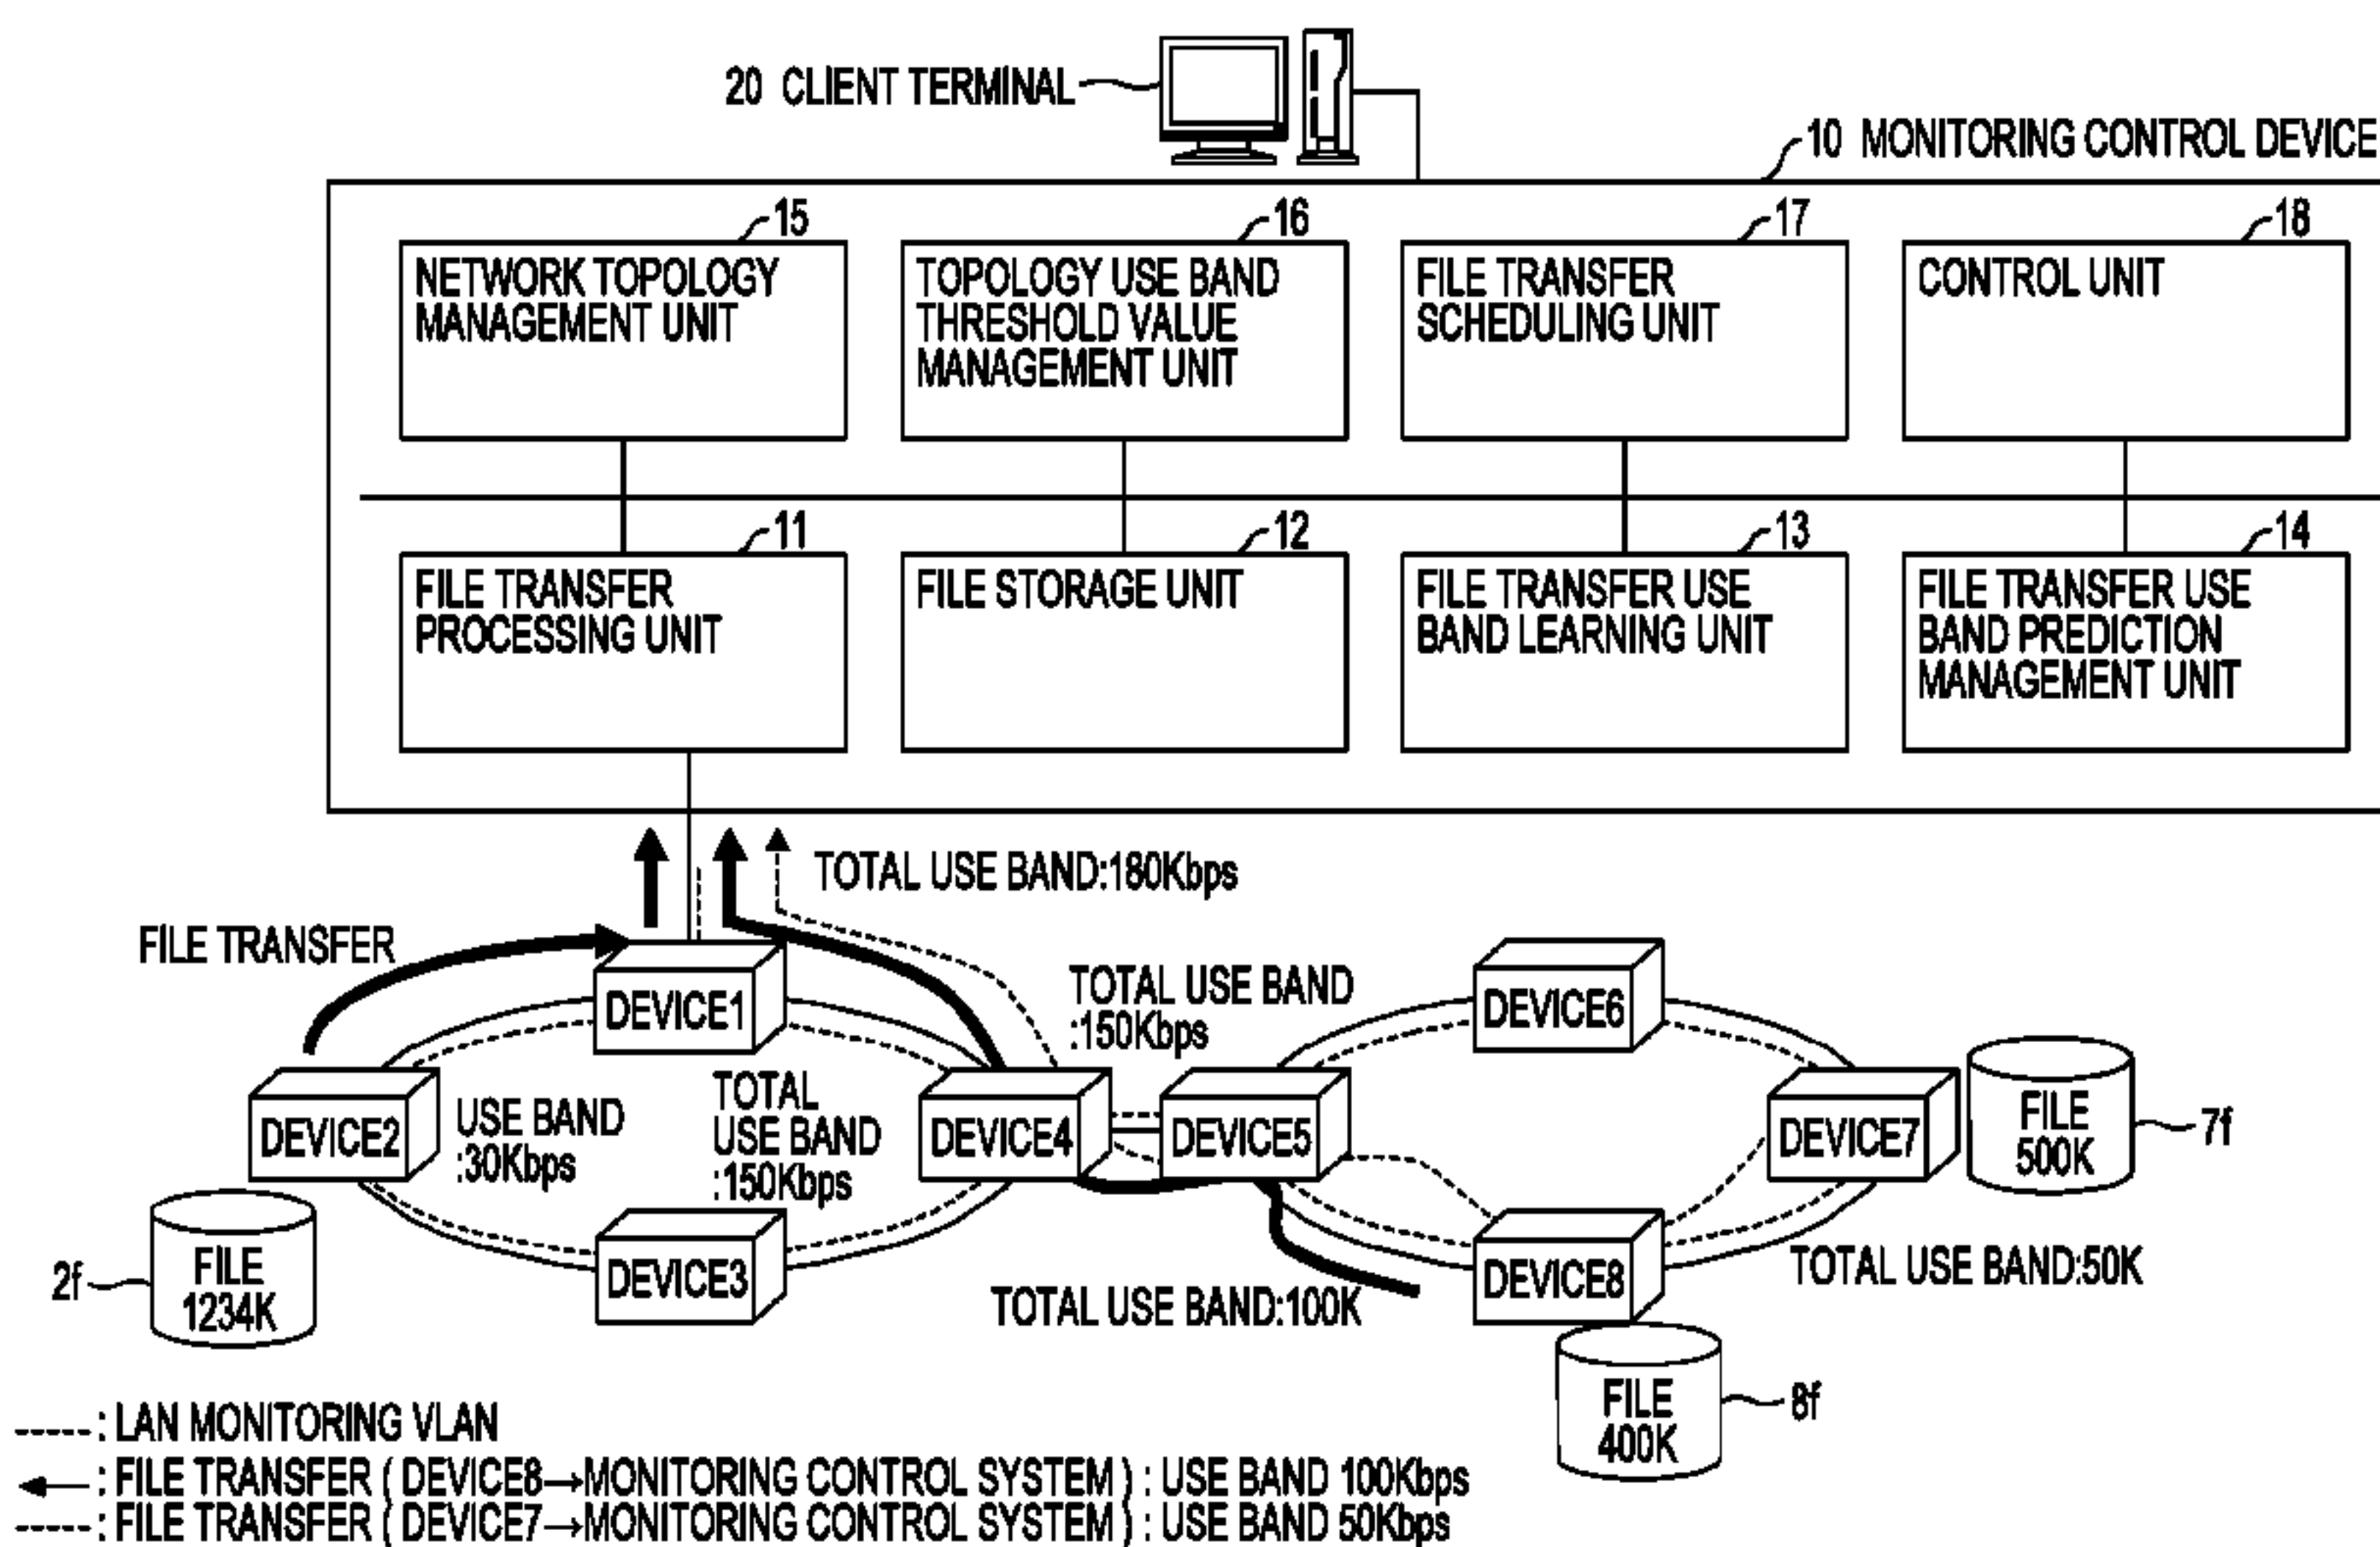 20 CLIENT TERMINAL
10 MONITORING CONTROL DEVICE
15
16
17
18
NETWORK TOPOLOGY
MANAGEMENT UNIT
TOPOLOGY USE BAND
THRESHOLD VALUE
MANAGEMENT UNIT
FILE TRANSFER
SCHEDULING UNIT
CONTROL UNIT
11
12
13
14
FILE TRANSFER
PROCESSING UNIT
FILE STORAGE UNIT
FILE TRANSFER USE
BAND LEARNING UNIT
FILE TRANSFER USE
BAND PREDICTION
MANAGEMENT UNIT
TOTAL USE BAND:180Kbps
FILE TRANSFER
DEVICE1
TOTAL USE BAND
:150Kbps
DEVICE6
DEVICE2
USE BAND
:30Kbps
TOTAL
USE BAND
:150Kbps
DEVICE4
DEVICE5
DEVICE7
FILE
500K
7f
2f
FILE
1234K
DEVICE3
TOTAL USE BAND:100K
DEVICE8
TOTAL USE BAND:50K
FILE
400K
8f
: LAN MONITORING VLAN
: FILE TRANSFER ( DEVICE8→MONITORING CONTROL SYSTEM ) : USE BAND 100Kbps
: FILE TRANSFER ( DEVICE7→MONITORING CONTROL SYSTEM ) : USE BAND 50Kbps